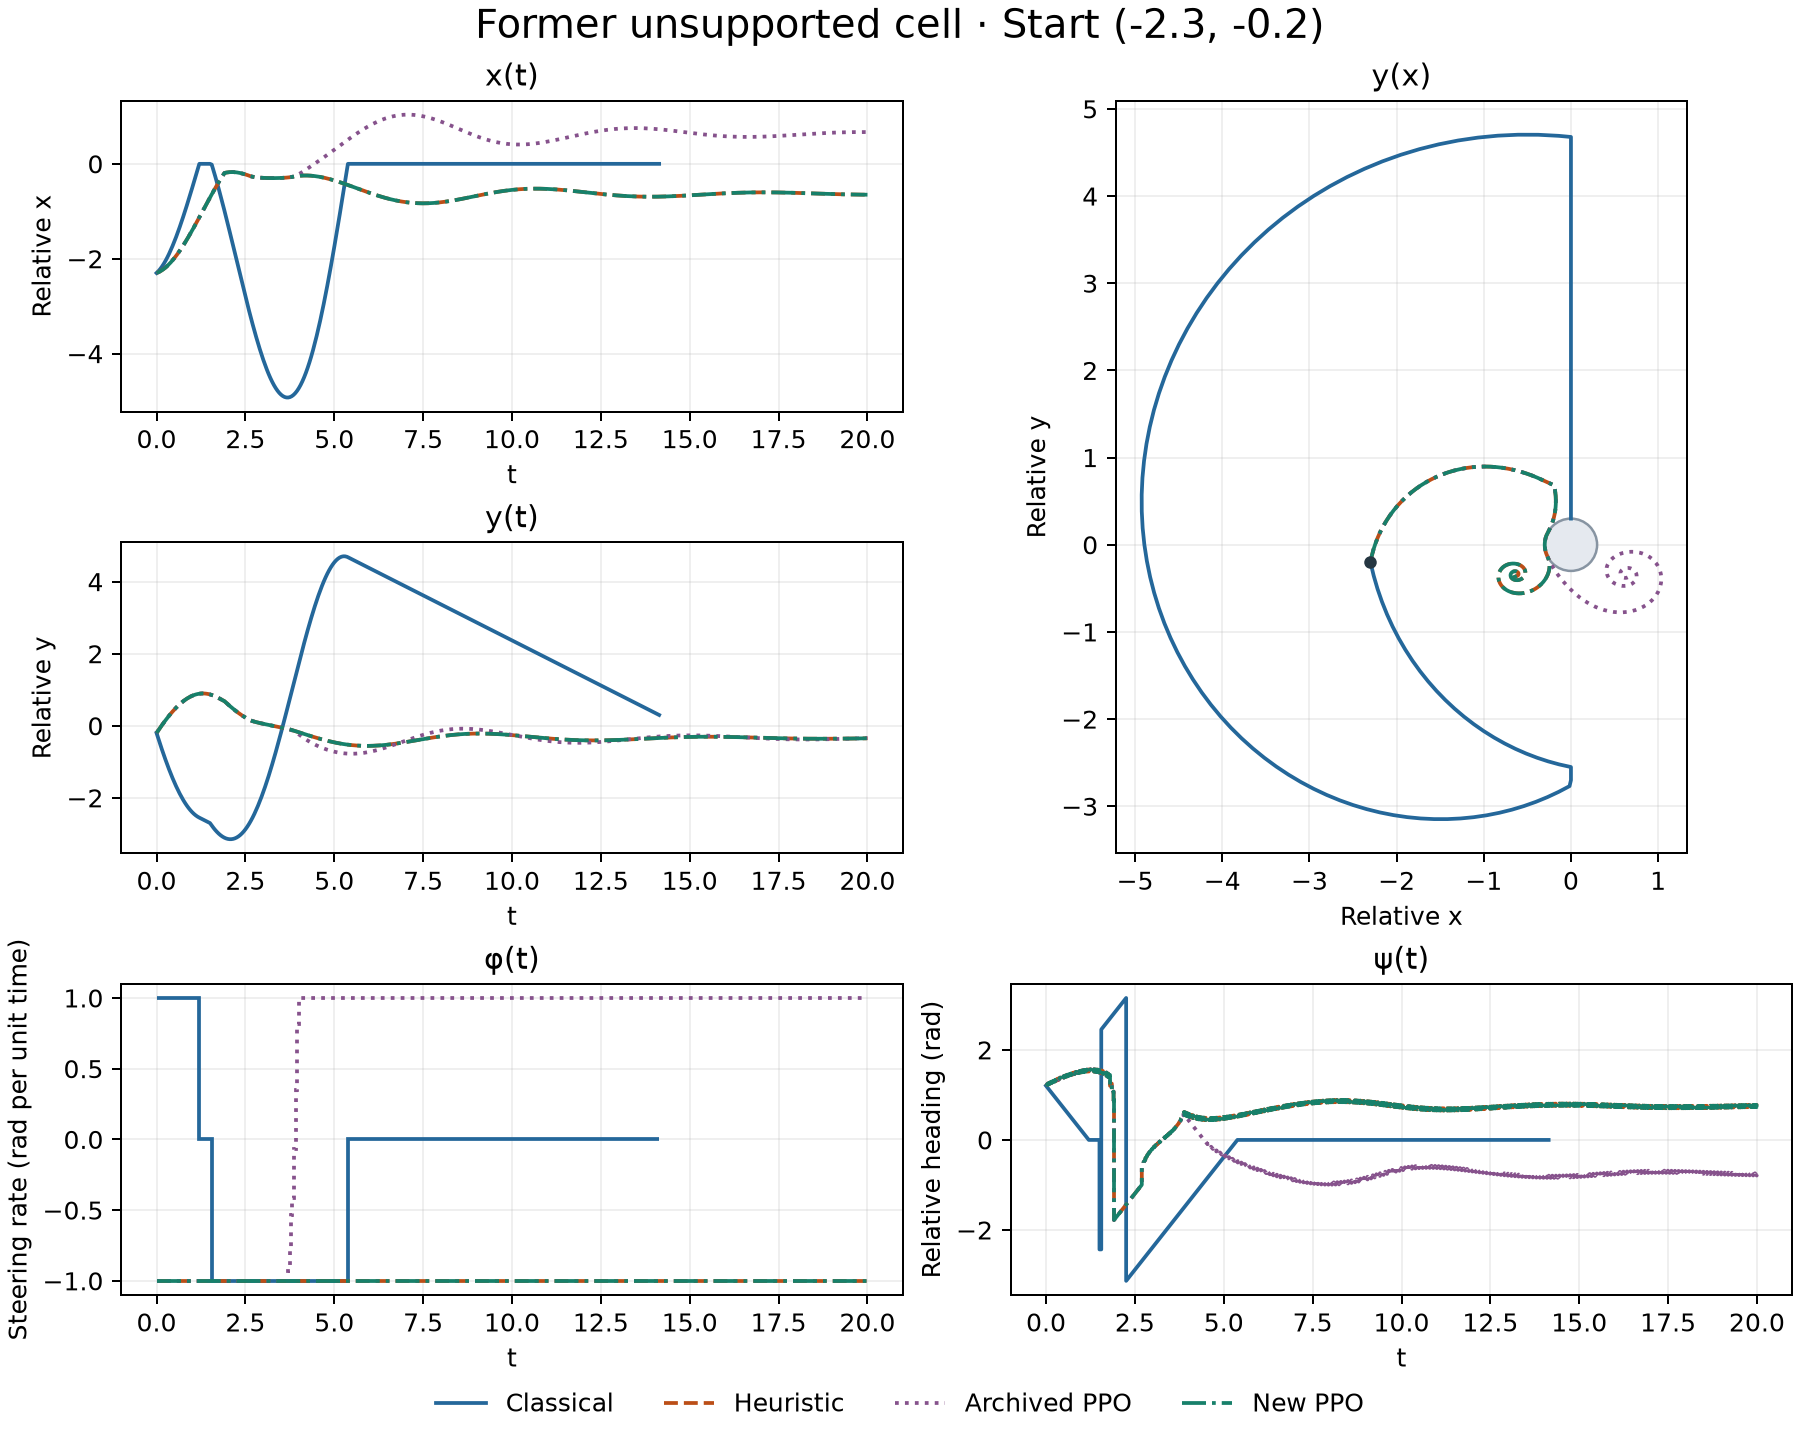 Former unsupported cell · Start (-2.3, -0.2)
x(t)
Relative x
0
−2
−4
0.0 2.5 5.0 7.5 10.0 12.5 15.0 17.5 20.0
t
y(x)
Relative y
5
4
3
2
1
0
−1
−2
−3
−5 −4 −3 −2 −1 0 1
Relative x
y(t)
Relative y
4
2
0
−2
0.0 2.5 5.0 7.5 10.0 12.5 15.0 17.5 20.0
t
φ(t)
Steering rate (rad per unit time)
1.0
0.5
0.0
−0.5
−1.0
0.0 2.5 5.0 7.5 10.0 12.5 15.0 17.5 20.0
t
ψ(t)
Relative heading (rad)
2
0
−2
0.0 2.5 5.0 7.5 10.0 12.5 15.0 17.5 20.0
t
Classical Heuristic Archived PPO New PPO